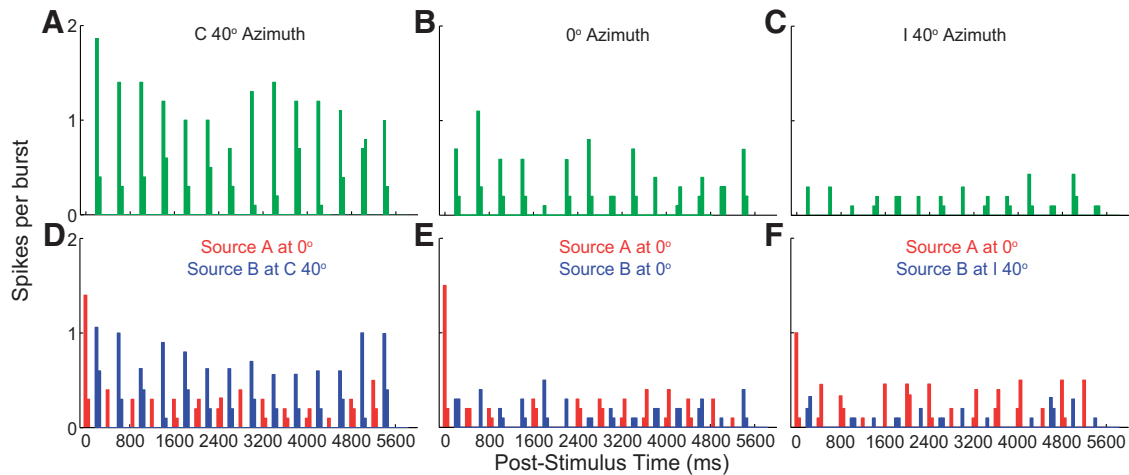 A
C 40° Azimuth
B
0° Azimuth
C
I 40° Azimuth
2
1
0
Spikes per burst
D
Source A at 0°
Source B at C 40°
E
Source A at 0°
Source B at 0°
F
Source A at 0°
Source B at I 40°
2
1
0
0 800 1600 2400 3200 4000 4800 5600
0 800 1600 2400 3200 4000 4800 5600
0 800 1600 2400 3200 4000 4800 5600
Post-Stimulus Time (ms)